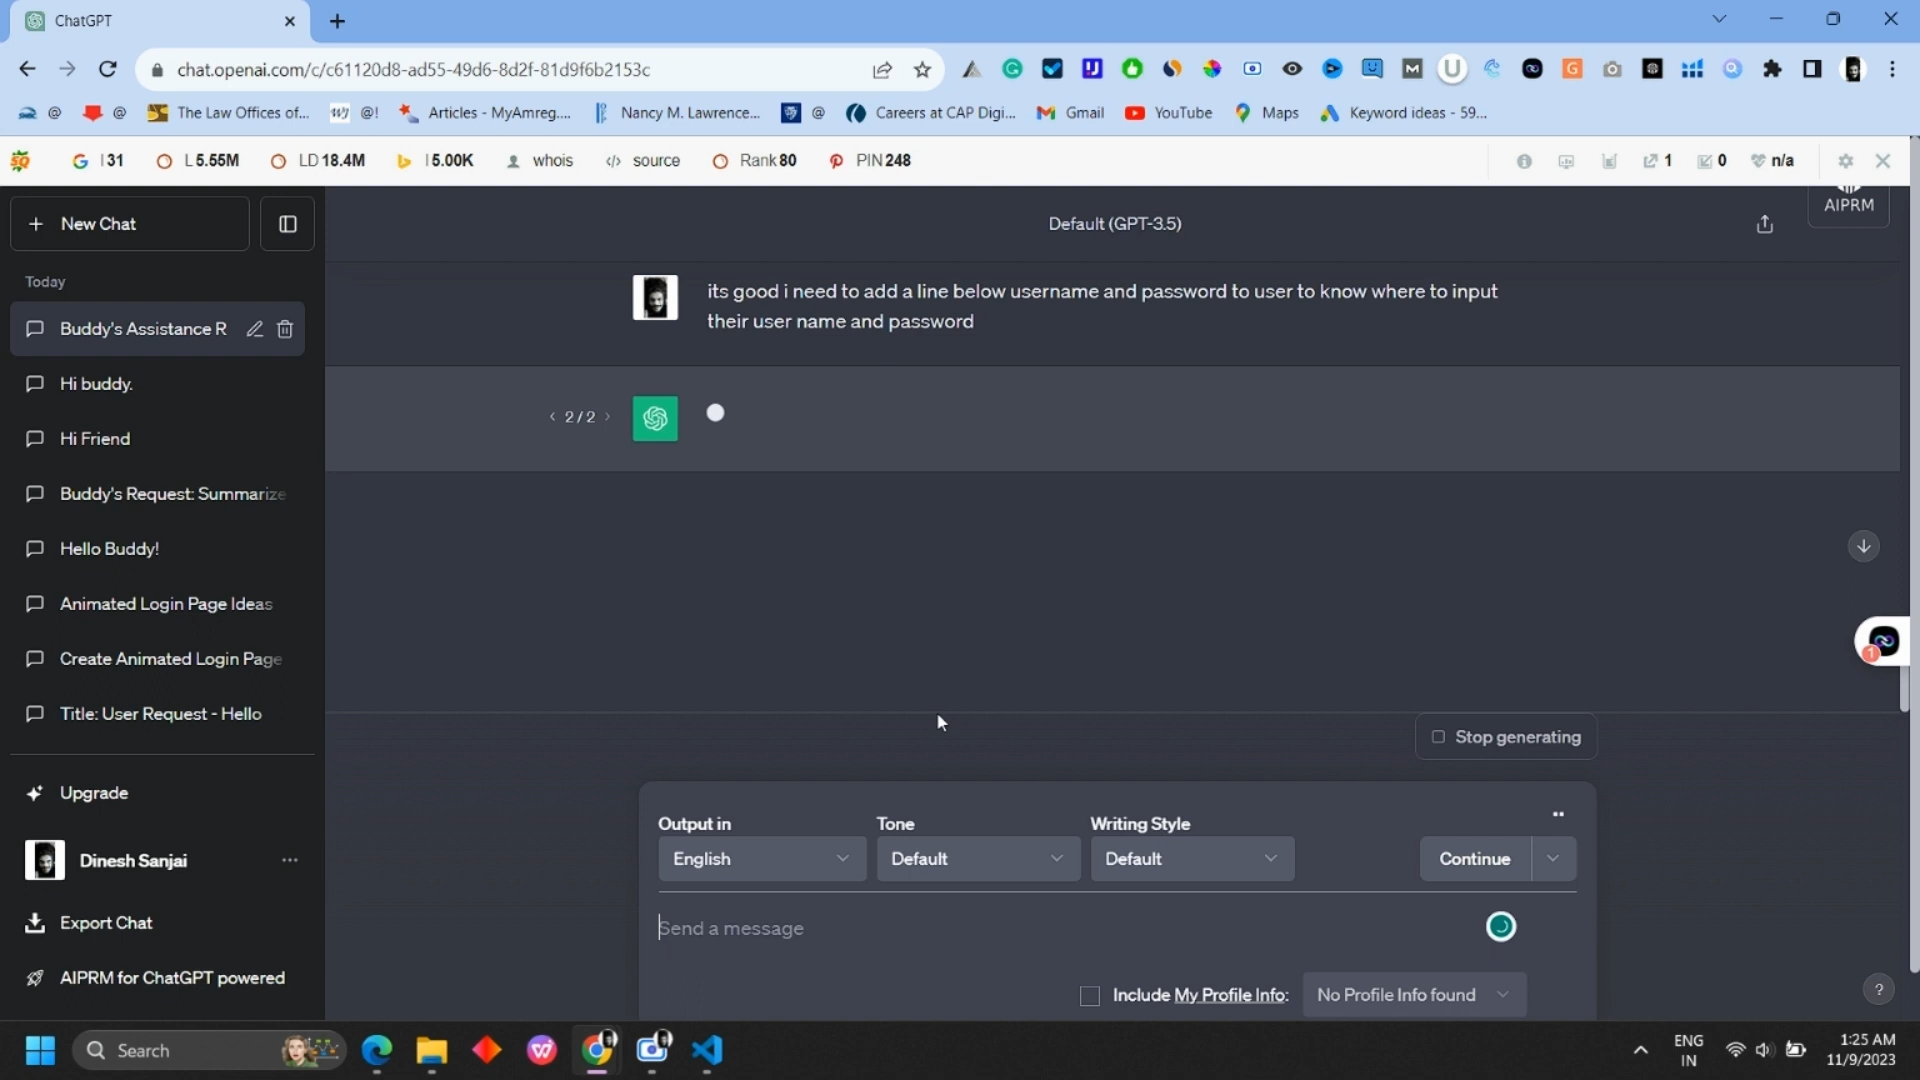 ChatGPT
chat.openai.com/c/c61120d8-ad55-49d6-8d2f-81d9f6b2153c
@ @ The Law Offices of... @! Articles - MyAmreg.... Nancy M. Lawrence... @ Careers at CAP Digi... Gmail YouTube Maps Keyword ideas - 59...
SQ I 31 L 5.55M LD 18.4M I 5.00K whois source Rank 80 PIN 248 1 0 n/a
New Chat
Default (GPT-3.5)
AIPRM
Today
its good i need to add a line below username and password to user to know where to input
their user name and password
Buddy's Assistance R
Hi buddy.
2 / 2
Hi Friend
Buddy's Request: Summarize
Hello Buddy!
Animated Login Page Ideas
1
Create Animated Login Page
Title: User Request - Hello
Stop generating
Upgrade
Output in Tone Writing Style
English Default Default Continue
Dinesh Sanjai
Export Chat
Send a message
AIPRM for ChatGPT powered
Include My Profile Info: No Profile Info found
?
Search
ENG
IN
1:25 AM
11/9/2023